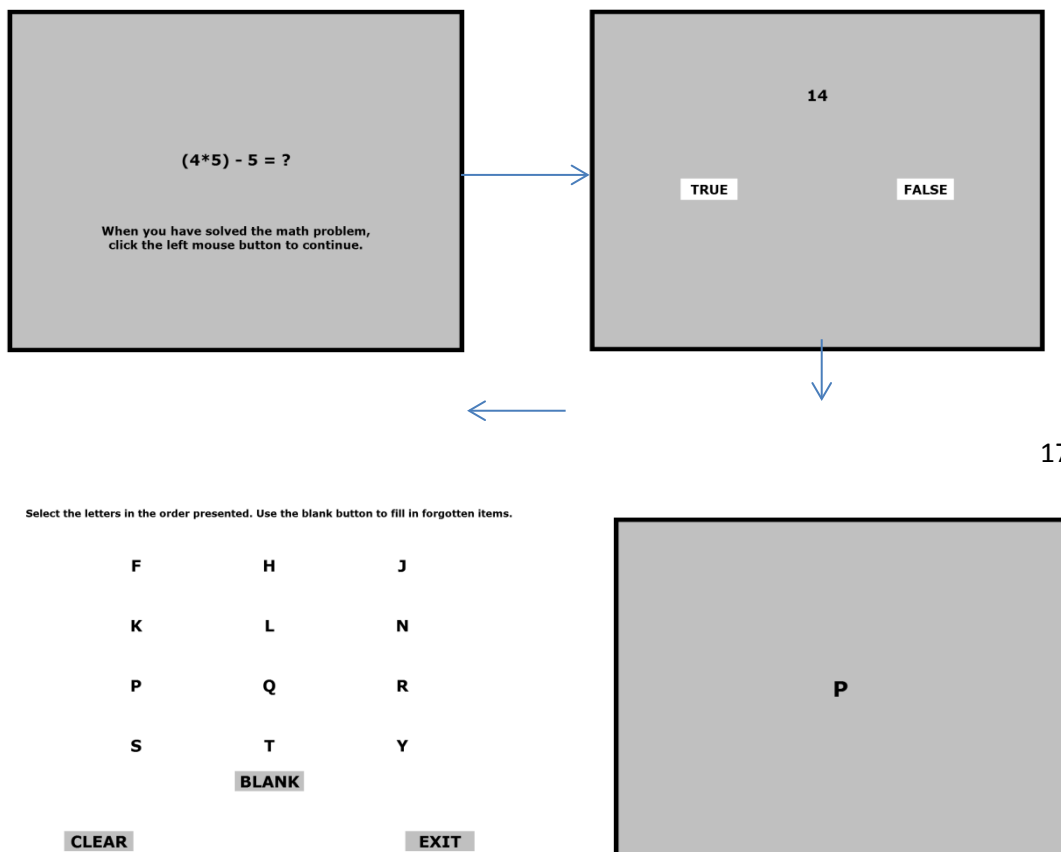 (4*5) - 5 = ?
When you have solved the math problem,
click the left mouse button to continue.
14
TRUE FALSE
17
Select the letters in the order presented. Use the blank button to fill in forgotten items.
F H J
K L N
P Q R
S T Y
BLANK
CLEAR EXIT
P